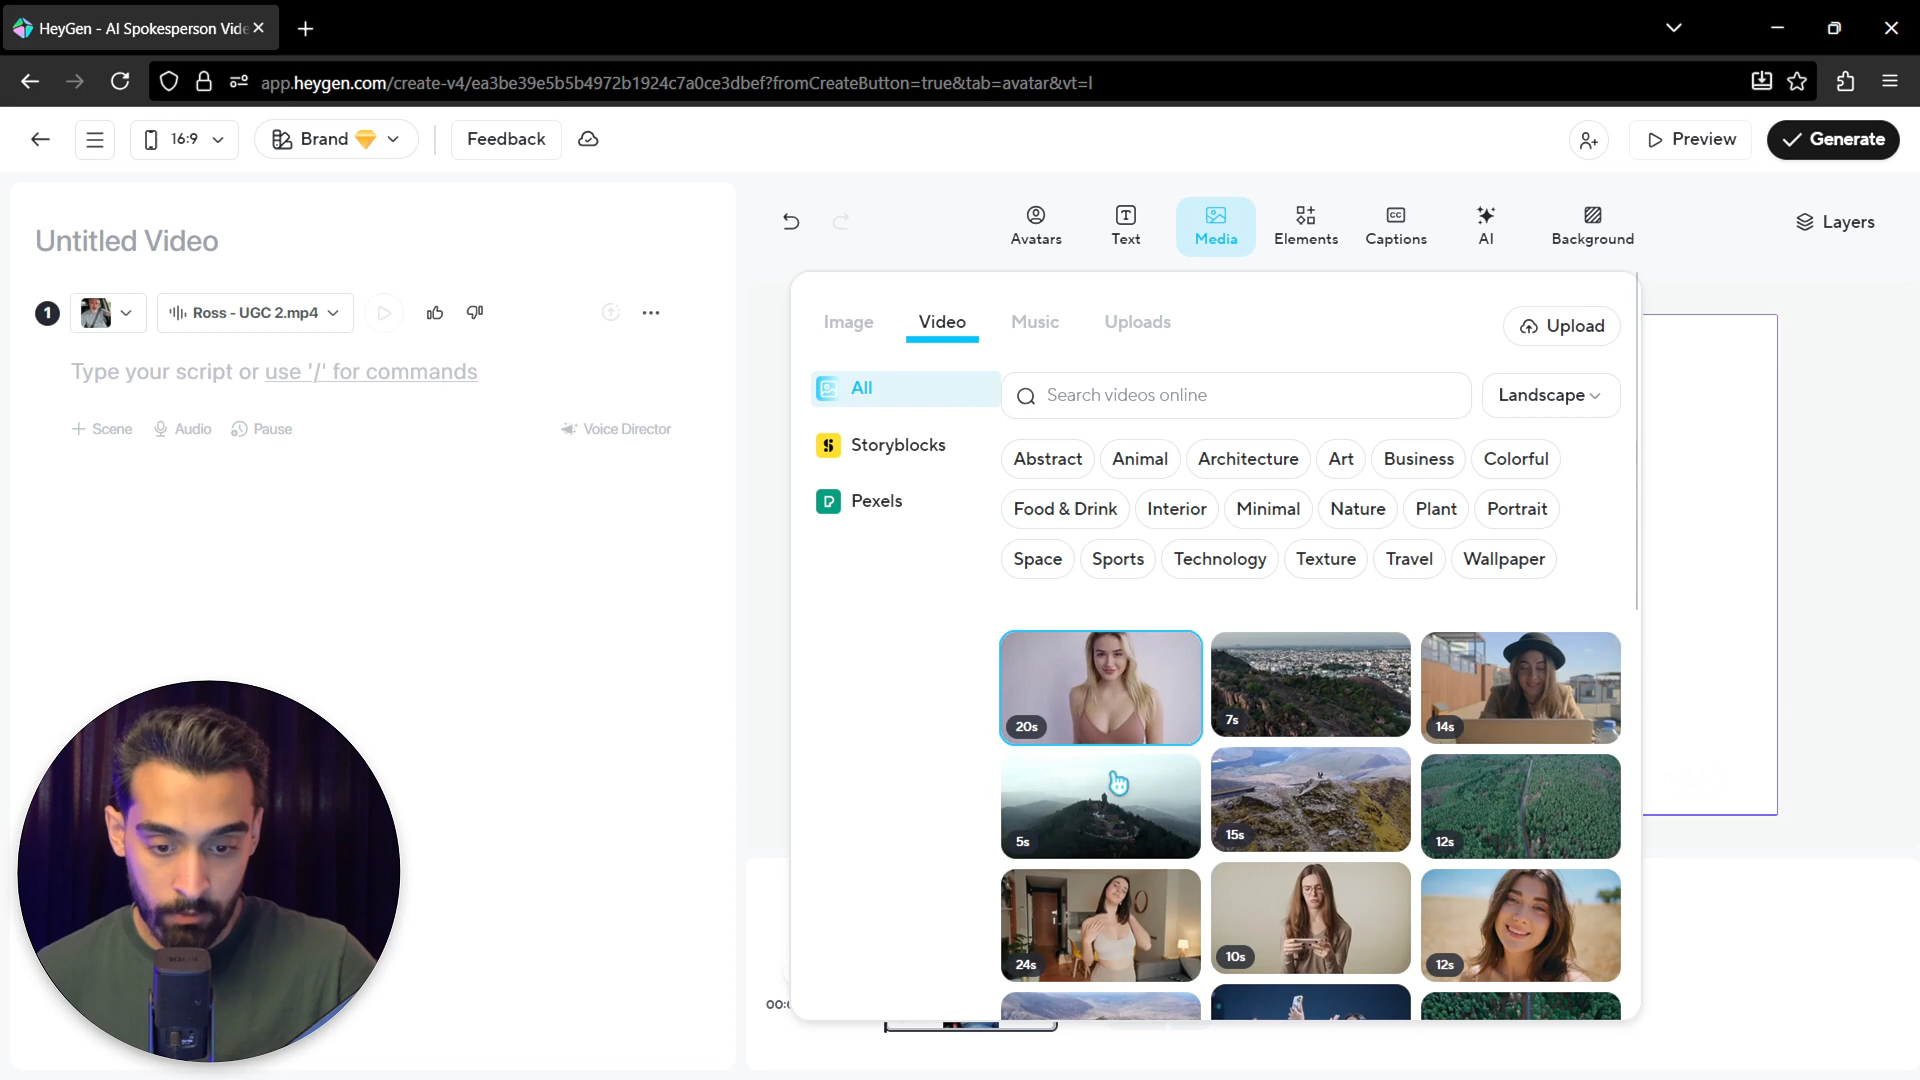 HeyGen - AI Spokesperson Vide
app.heygen.com/create-v4/ea3be39e5b5b4972b1924c7a0ce3dbef?fromCreateButton=true&tab=avatar&vt=l
16:9
Brand
Feedback
Preview
Generate
Untitled Video
Avatars
Text
Media
Elements
Captions
AI
Background
Layers
1
Ross - UGC 2.mp4
Type your script or use '/' for commands
Scene
Audio
Pause
Voice Director
Image
Video
Music
Uploads
Upload
All
Storyblocks
Pexels
Search videos online
Landscape
Abstract
Animal
Architecture
Art
Business
Colorful
Food & Drink
Interior
Minimal
Nature
Plant
Portrait
Space
Sports
Technology
Texture
Travel
Wallpaper
20s
7s
14s
5s
15s
12s
24s
10s
12s